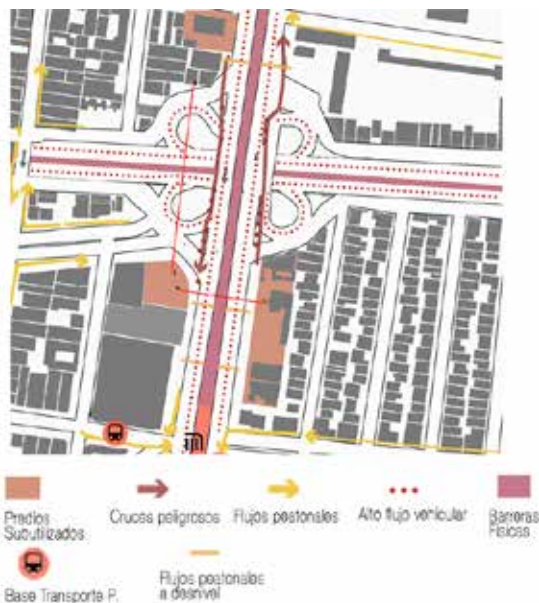 Predios
Subutilizados
Cruces peligrosos
Flujos peatonales
Alto flujo vehicular
Barreras
Físicas
Base Transporte P.
Flujos peatonales
a desnivel